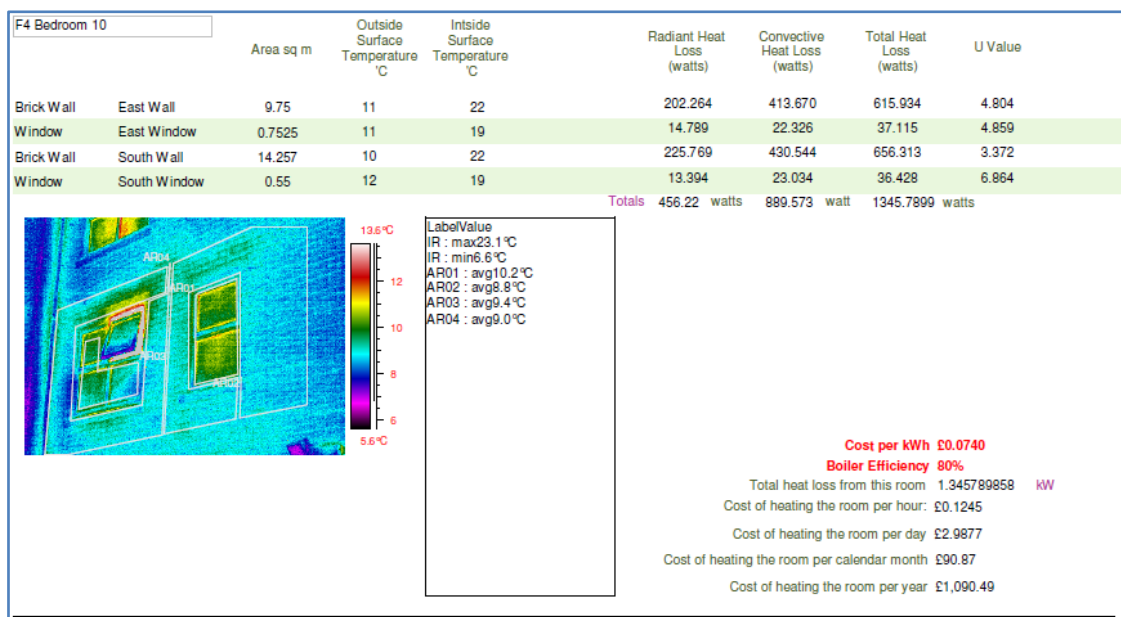 F4 Bedroom 10
Area sq m
Outside
Surface
Temperature
'C
Intside
Surface
Temperature
'C
Radiant Heat
Loss
(watts)
Convective
Heat Loss
(watts)
Total Heat
Loss
(watts)
U Value
Brick Wall East Wall 9.75 11 22 202.264 413.670 615.934 4.804
Window East Window 0.7525 11 19 14.789 22.326 37.115 4.859
Brick Wall South Wall 14.257 10 22 225.769 430.544 656.313 3.372
Window South Window 0.55 12 19 13.394 23.034 36.428 6.864
Totals 456.22 watts 889.573 watt 1345.7899 watts
AR04
AR01
AR03
AR02
13.6°C
12
10
8
6
5.6°C
LabelValue
IR : max23.1°C
IR : min6.6°C
AR01 : avg10.2°C
AR02 : avg8.8°C
AR03 : avg9.4°C
AR04 : avg9.0°C
Cost per kWh £0.0740
Boiler Efficiency 80%
Total heat loss from this room 1.345789858 kW
Cost of heating the room per hour: £0.1245
Cost of heating the room per day £2.9877
Cost of heating the room per calendar month £90.87
Cost of heating the room per year £1,090.49